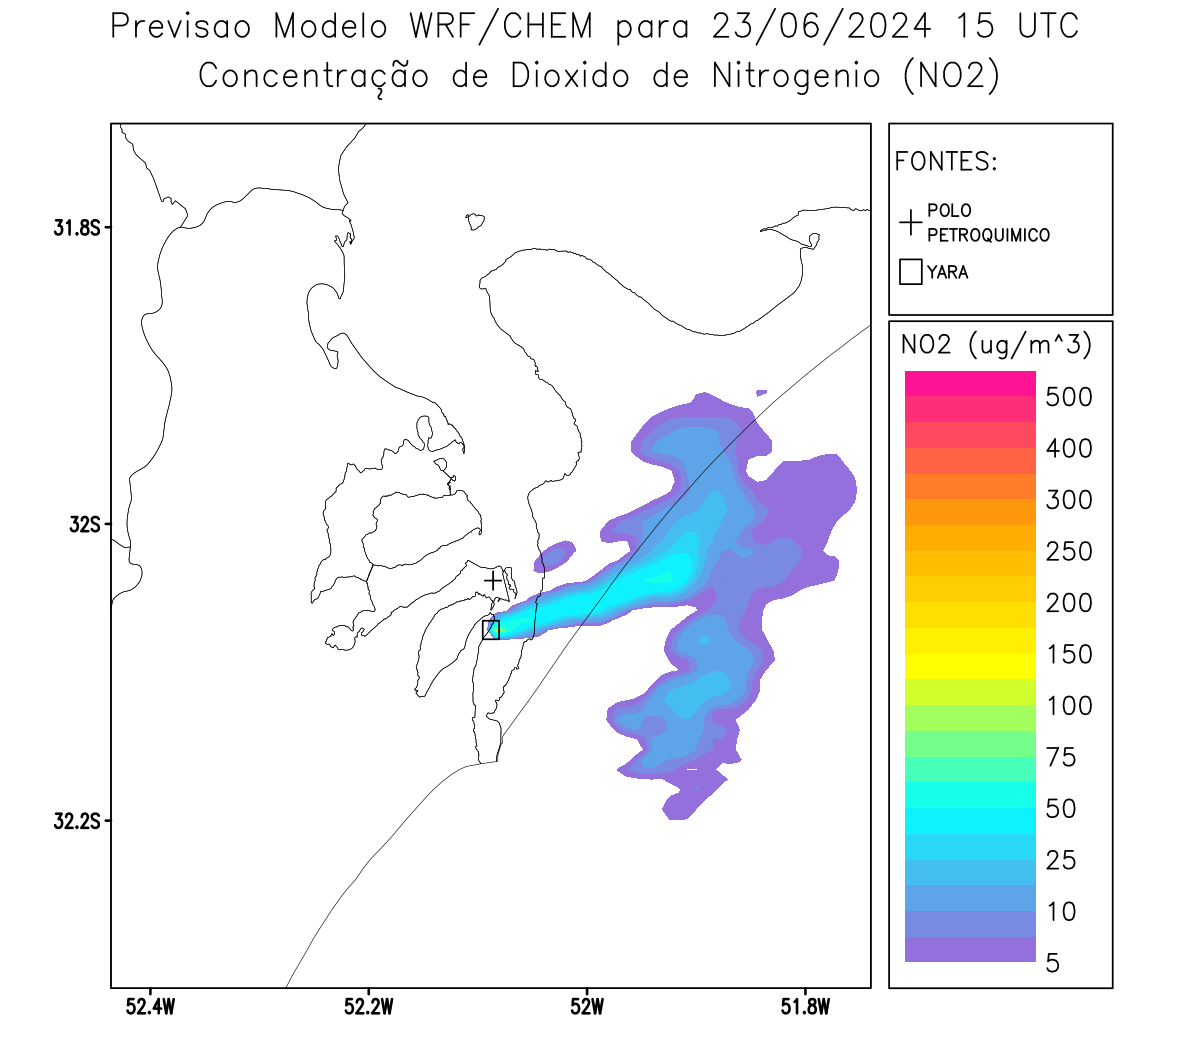 Previsao Modelo WRF/CHEM para 23/06/2024 15 UTC
Concentração de Dioxido de Nitrogenio (NO2)
FONTES:
POLO
PETROQUIMICO
YARA
NO2 (ug/m^3)
500
400
300
250
200
150
100
75
50
25
10
5
31.8S
32S
32.2S
52.4W
52.2W
52W
51.8W